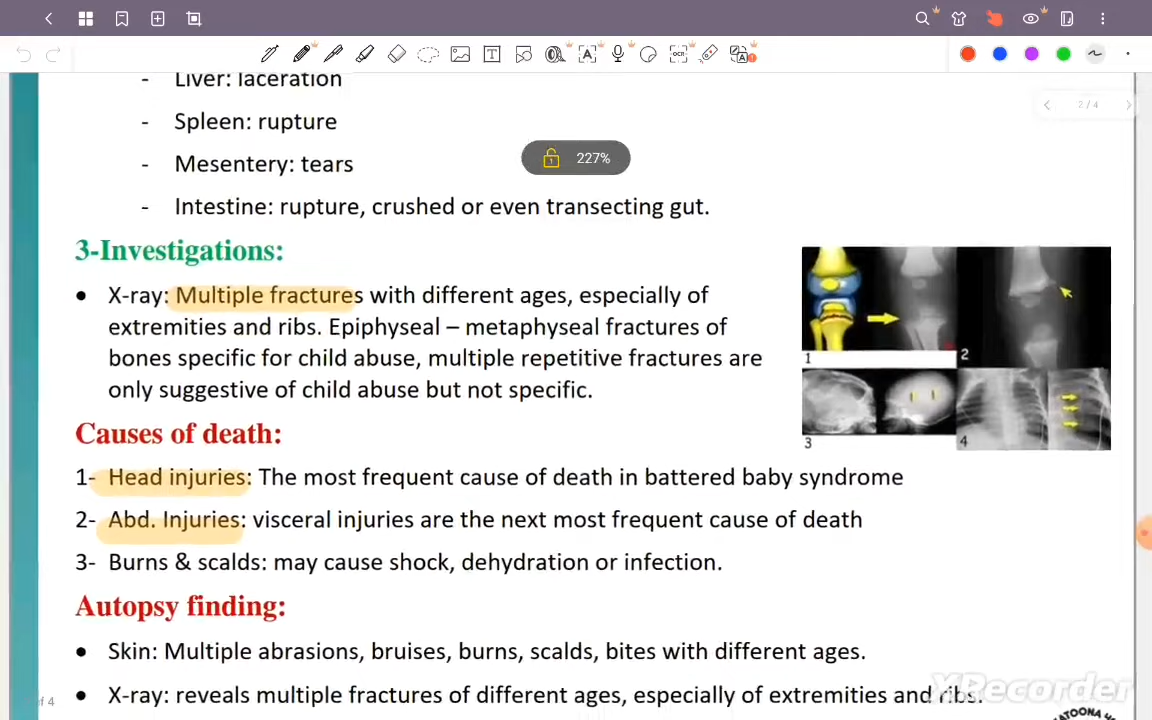 2/4
- Liver: laceration
- Spleen: rupture
227%
- Mesentery: tears
- Intestine: rupture, crushed or even transecting gut.
3-Investigations:
• X-ray: Multiple fractures with different ages, especially of
extremities and ribs. Epiphyseal – metaphyseal fractures of
bones specific for child abuse, multiple repetitive fractures are
only suggestive of child abuse but not specific.
1
2
3
4
Causes of death:
1- Head injuries: The most frequent cause of death in battered baby syndrome
2- Abd. Injuries: visceral injuries are the next most frequent cause of death
3- Burns & scalds: may cause shock, dehydration or infection.
Autopsy finding:
• Skin: Multiple abrasions, bruises, burns, scalds, bites with different ages.
• X-ray: reveals multiple fractures of different ages, especially of extremities and ribs.
of 4
XRecorder